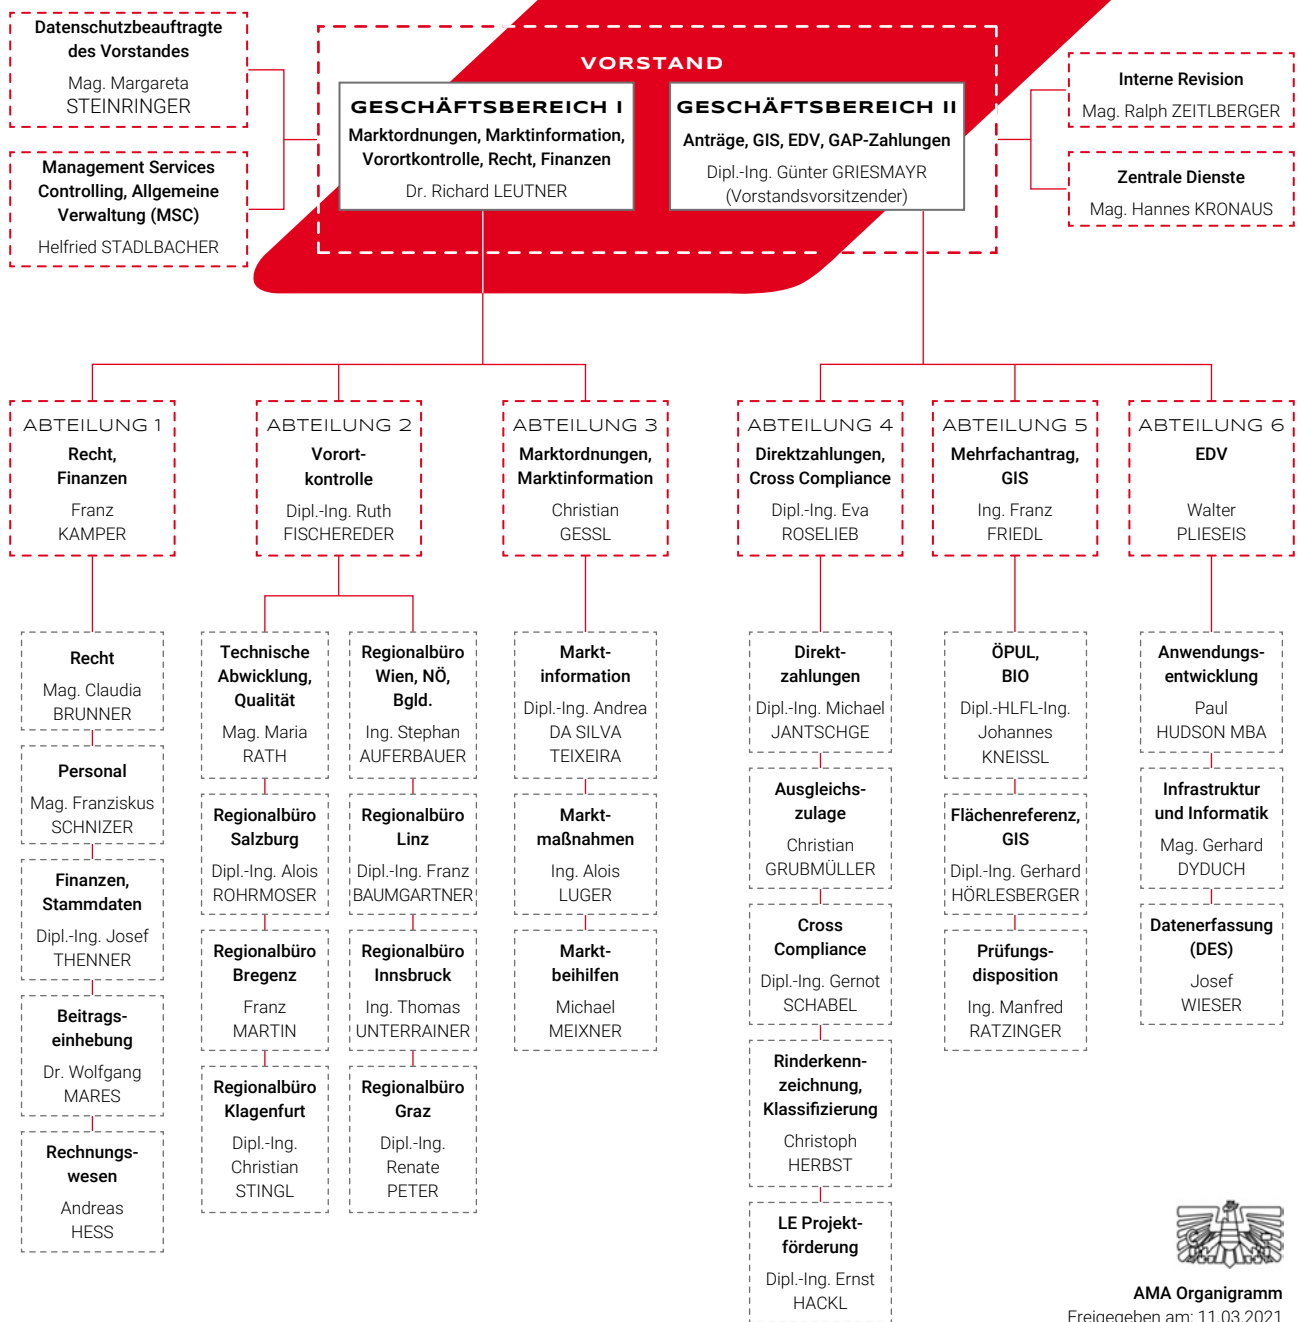 Datenschutzbeauftragte
des Vorstandes
Mag. Margareta
STEINRINGER
Management Services
Controlling, Allgemeine
Verwaltung (MSC)
Helfried STADLBACHER
VORSTAND
GESCHÄFTSBEREICH I
Marktordnungen, Marktinformation,
Vorortkontrolle, Recht, Finanzen
Dr. Richard LEUTNER
GESCHÄFTSBEREICH II
Anträge, GIS, EDV, GAP-Zahlungen
Dipl.-Ing. Günter GRIESMAYR
(Vorstandsvorsitzender)
Interne Revision
Mag. Ralph ZEITLBERGER
Zentrale Dienste
Mag. Hannes KRONAUS
ABTEILUNG 1
Recht,
Finanzen
Franz
KAMPER
ABTEILUNG 2
Vorort-
kontrolle
Dipl.-Ing. Ruth
FISCHEREDER
ABTEILUNG 3
Marktordnungen,
Marktinformation
Christian
GESSL
ABTEILUNG 4
Direktzahlungen,
Cross Compliance
Dipl.-Ing. Eva
ROSELIEB
ABTEILUNG 5
Mehrfachantrag,
GIS
Ing. Franz
FRIEDL
ABTEILUNG 6
EDV
Walter
PLIESEIS
Recht
Mag. Claudia
BRUNNER
Personal
Mag. Franziskus
SCHNIZER
Finanzen,
Stammdaten
Dipl.-Ing. Josef
THENNER
Beitrags-
einhebung
Dr. Wolfgang
MARES
Rechnungs-
wesen
Andreas
HESS
Technische
Abwicklung,
Qualität
Mag. Maria
RATH
Regionalbüro
Salzburg
Dipl.-Ing. Alois
ROHRMOSER
Regionalbüro
Bregenz
Franz
MARTIN
Regionalbüro
Klagenfurt
Dipl.-Ing.
Christian
STINGL
Regionalbüro
Wien, NÖ,
Bgld.
Ing. Stephan
AUFERBAUER
Regionalbüro
Linz
Dipl.-Ing. Franz
BAUMGARTNER
Regionalbüro
Innsbruck
Ing. Thomas
UNTERRAINER
Regionalbüro
Graz
Dipl.-Ing.
Renate
PETER
Markt-
information
Dipl.-Ing. Andrea
DA SILVA
TEIXEIRA
Markt-
maßnahmen
Ing. Alois
LUGER
Markt-
beihilfen
Michael
MEIXNER
Direkt-
zahlungen
Dipl.-Ing. Michael
JANTSCHGE
Ausgleichs-
zulage
Christian
GRUBMÜLLER
Cross
Compliance
Dipl.-Ing. Gernot
SCHABEL
Rinderkenn-
zeichnung,
Klassifizierung
Christoph
HERBST
LE Projekt-
förderung
Dipl.-Ing. Ernst
HACKL
ÖPUL,
BIO
Dipl.-HLFL-Ing.
Johannes
KNEISSL
Flächenreferenz,
GIS
Dipl.-Ing. Gerhard
HÖRLESBERGER
Prüfungs-
disposition
Ing. Manfred
RATZINGER
Anwendungs-
entwicklung
Paul
HUDSON MBA
Infrastruktur
und Informatik
Mag. Gerhard
DYDUCH
Datenerfassung
(DES)
Josef
WIESER
AMA Organigramm
Freigegeben am: 11.03.2021